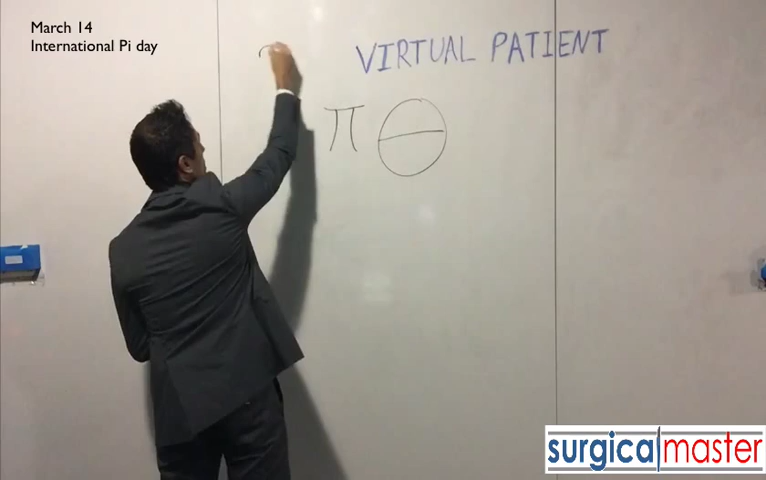 March 14
International Pi day
VIRTUAL PATIENT
π
surgicalmaster